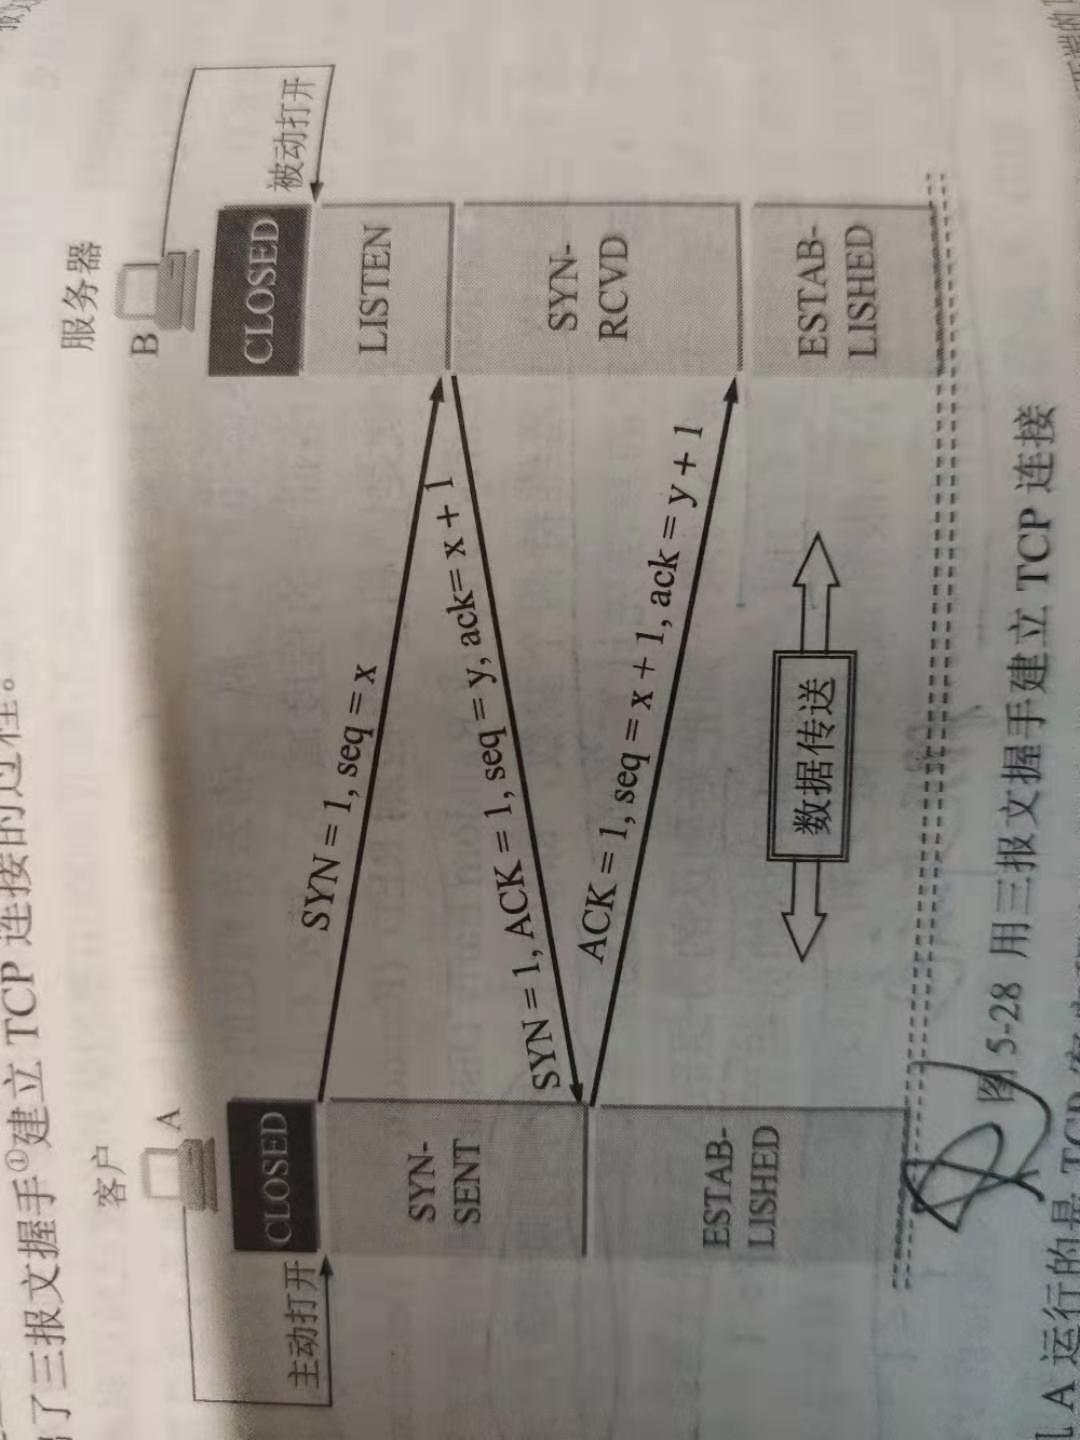 了三报文握手①建立 TCP 连接的过程。
客户
服务器
A
B
CLOSED
CLOSED
主动打开
被动打开
SYN = 1, seq = x
LISTEN
SYN-
SENT
SYN = 1, ACK = 1, seq = y, ack= x + 1
SYN-
RCVD
ACK = 1, seq = x + 1, ack = y + 1
ESTAB-
LISHED
数据传送
ESTAB-
LISHED
图 5-28 用三报文握手建立 TCP 连接
A 运行的是 TCP 客户